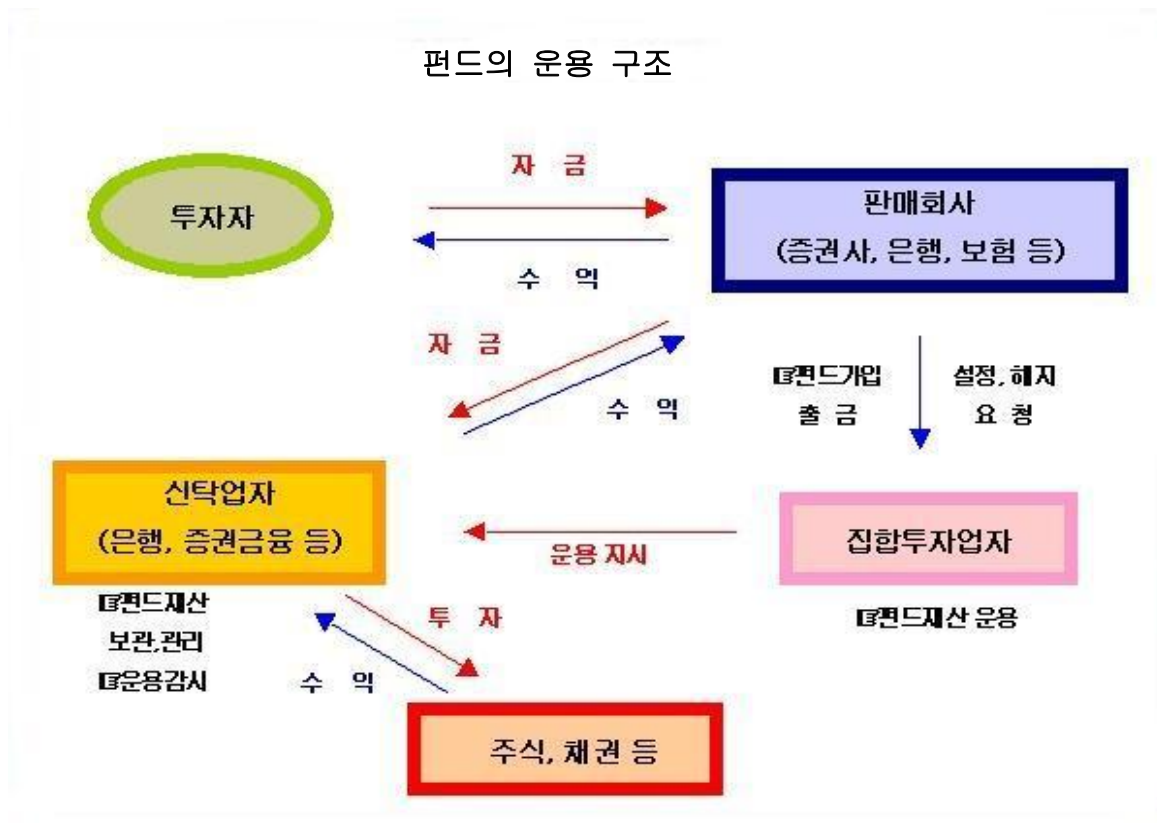 펀드의 운용 구조
자 금
투자자
판매회사
(증권사, 은행, 보험 등)
수 익
자 금
수 익
☞펀드가입
출 금
설정, 해지
요 청
신탁업자
(은행, 증권금융 등)
운용 지시
집합투자업자
☞펀드재산
보관,관리
☞운용감시
투 자
수 익
☞펀드재산 운용
주식, 채권 등